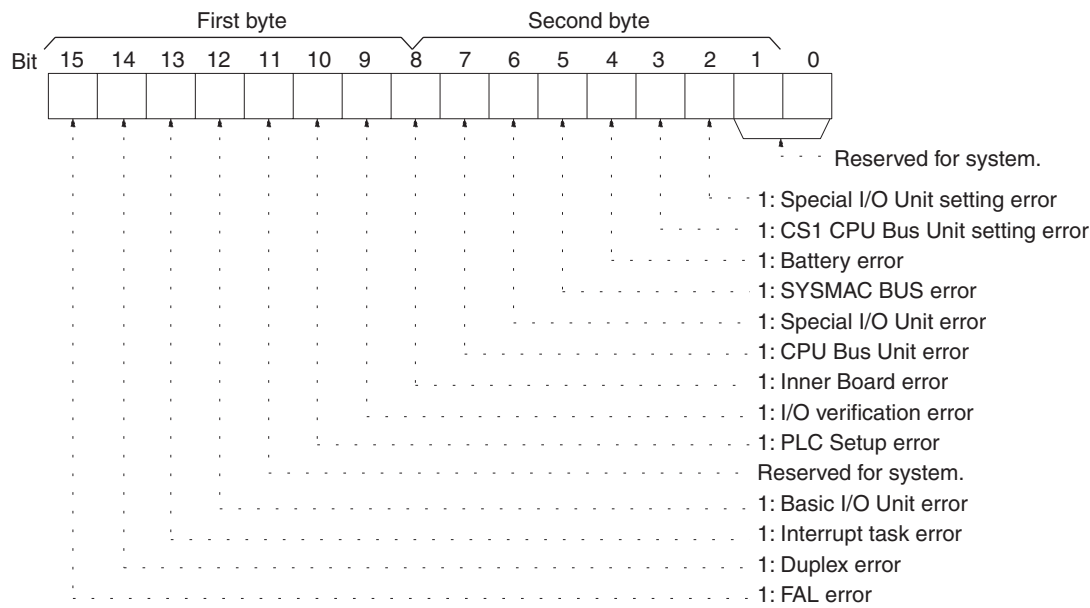 First byte Second byte
Bit 15 14 13 12 11 10 9 8 7 6 5 4 3 2 1 0
Reserved for system.
1: Special I/O Unit setting error
1: CS1 CPU Bus Unit setting error
1: Battery error
1: SYSMAC BUS error
1: Special I/O Unit error
1: CPU Bus Unit error
1: Inner Board error
1: I/O verification error
1: PLC Setup error
Reserved for system.
1: Basic I/O Unit error
1: Interrupt task error
1: Duplex error
1: FAL error